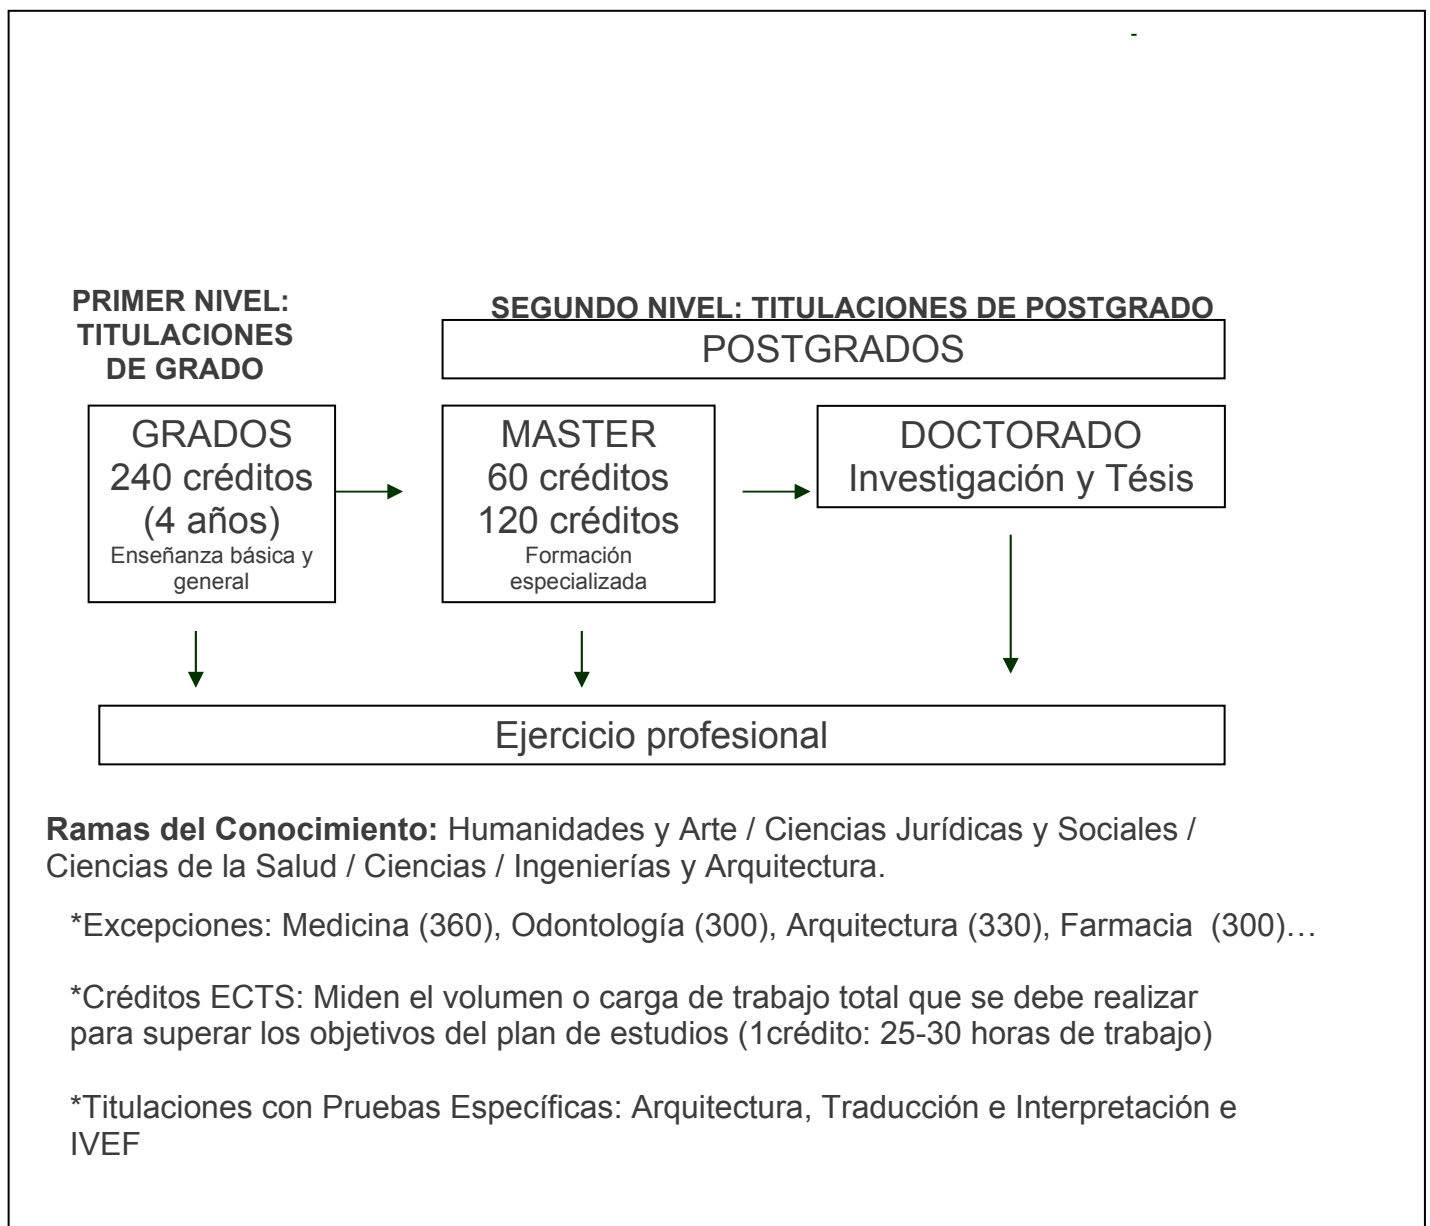 -
PRIMER NIVEL:
TITULACIONES
DE GRADO
SEGUNDO NIVEL: TITULACIONES DE POSTGRADO
POSTGRADOS
GRADOS
240 créditos
(4 años)
Enseñanza básica y
general
MASTER
60 créditos
120 créditos
Formación
especializada
DOCTORADO
Investigación y Tésis
Ejercicio profesional
Ramas del Conocimiento: Humanidades y Arte / Ciencias Jurídicas y Sociales /
Ciencias de la Salud / Ciencias / Ingenierías y Arquitectura.
*Excepciones: Medicina (360), Odontología (300), Arquitectura (330), Farmacia (300)…
*Créditos ECTS: Miden el volumen o carga de trabajo total que se debe realizar
para superar los objetivos del plan de estudios (1crédito: 25-30 horas de trabajo)
*Titulaciones con Pruebas Específicas: Arquitectura, Traducción e Interpretación e
IVEF